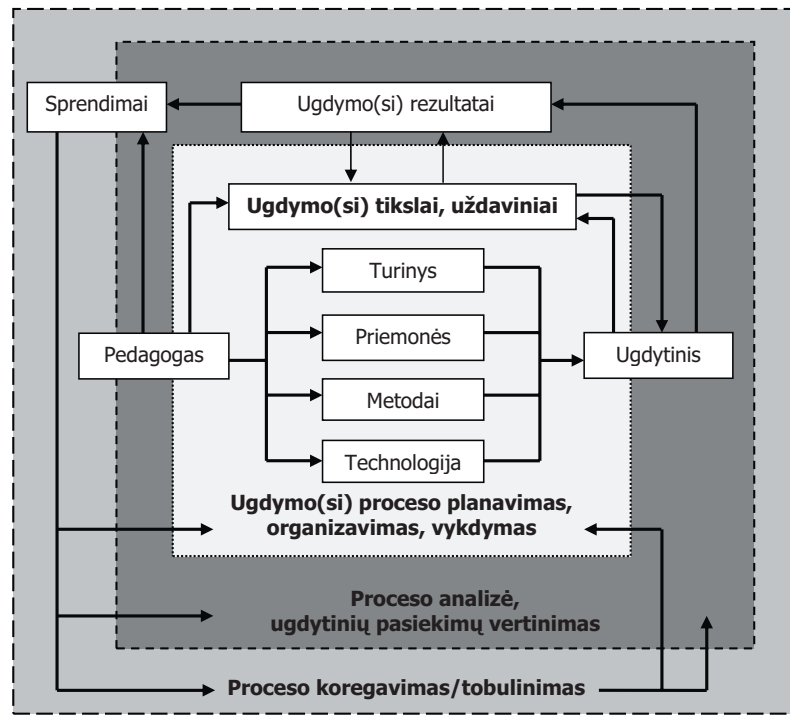 Sprendimai
Ugdymo(si) rezultatai
Ugdymo(si) tikslai, uždaviniai
Turinys
Pedagogas
Priemonės
Ugdytinis
Metodai
Technologija
Ugdymo(si) proceso planavimas,
organizavimas, vykdymas
Proceso analizė,
ugdytinių pasiekimų vertinimas
Proceso koregavimas/tobulinimas